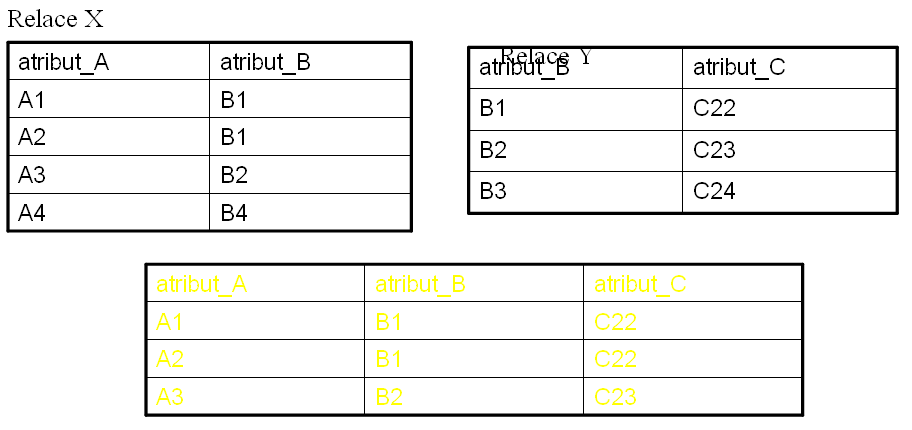 Relace X
atribut_A atribut_B
A1 B1
A2 B1
A3 B2
A4 B4
Relace Y
atribut_B atribut_C
B1 C22
B2 C23
B3 C24
atribut_A atribut_B atribut_C
A1 B1 C22
A2 B1 C22
A3 B2 C23